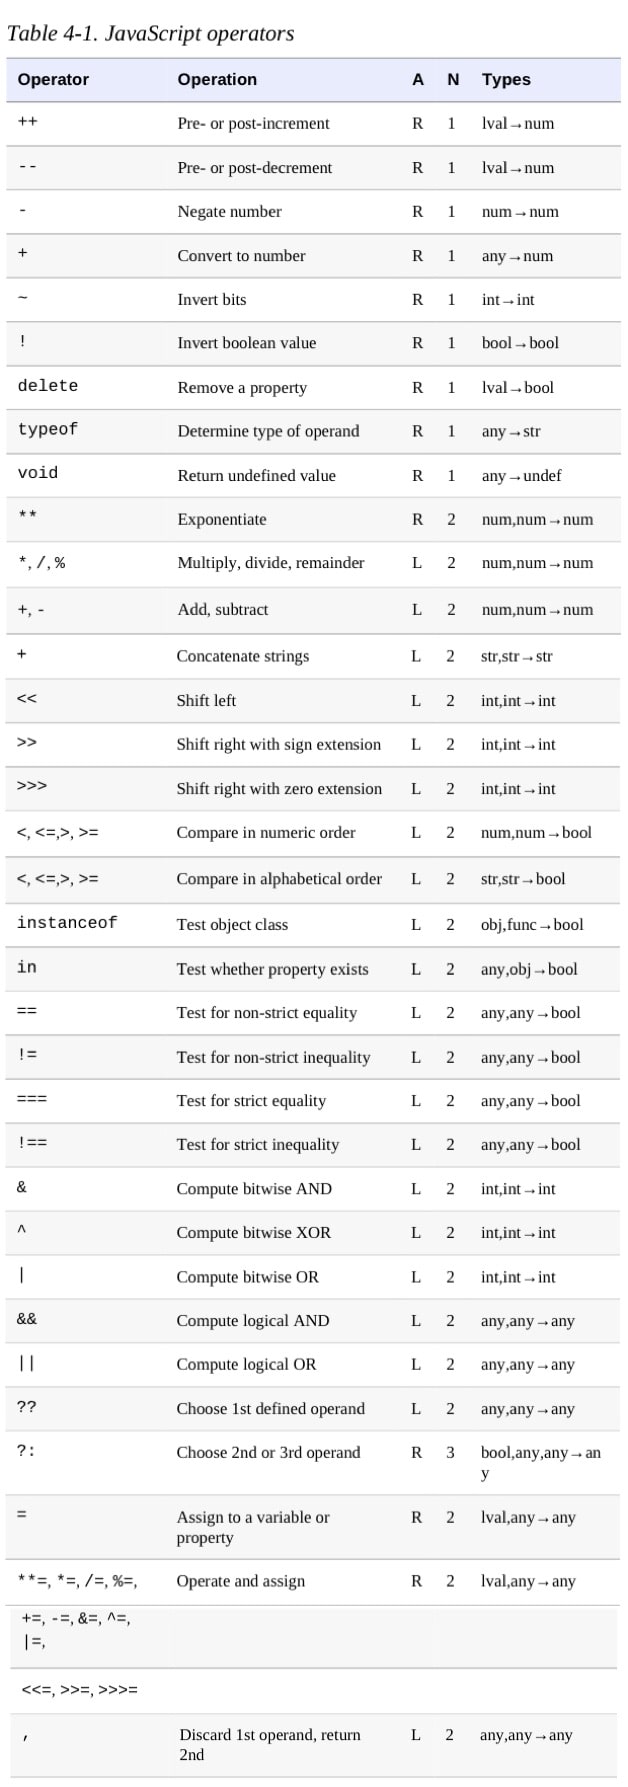 Table 4-1. JavaScript operators
Operator Operation A N Types
++ Pre- or post-increment R 1 lval→num
-- Pre- or post-decrement R 1 lval→num
- Negate number R 1 num→num
+ Convert to number R 1 any→num
~ Invert bits R 1 int→int
! Invert boolean value R 1 bool→bool
delete Remove a property R 1 lval→bool
typeof Determine type of operand R 1 any→str
void Return undefined value R 1 any→undef
** Exponentiate R 2 num,num→num
*, /, % Multiply, divide, remainder L 2 num,num→num
+, - Add, subtract L 2 num,num→num
+ Concatenate strings L 2 str,str→str
<< Shift left L 2 int,int→int
>> Shift right with sign extension L 2 int,int→int
>>> Shift right with zero extension L 2 int,int→int
<, <=,>, >= Compare in numeric order L 2 num,num→bool
<, <=,>, >= Compare in alphabetical order L 2 str,str→bool
instanceof Test object class L 2 obj,func→bool
in Test whether property exists L 2 any,obj→bool
== Test for non-strict equality L 2 any,any→bool
!= Test for non-strict inequality L 2 any,any→bool
=== Test for strict equality L 2 any,any→bool
!== Test for strict inequality L 2 any,any→bool
& Compute bitwise AND L 2 int,int→int
^ Compute bitwise XOR L 2 int,int→int
| Compute bitwise OR L 2 int,int→int
&& Compute logical AND L 2 any,any→any
|| Compute logical OR L 2 any,any→any
?? Choose 1st defined operand L 2 any,any→any
?: Choose 2nd or 3rd operand R 3 bool,any,any→an
y
= Assign to a variable or R 2 lval,any→any
property
**=, *=, /=, %=, Operate and assign R 2 lval,any→any
+=, -=, &=, ^=,
|=,
<<=, >>=, >>>=
, Discard 1st operand, return L 2 any,any→any
2nd